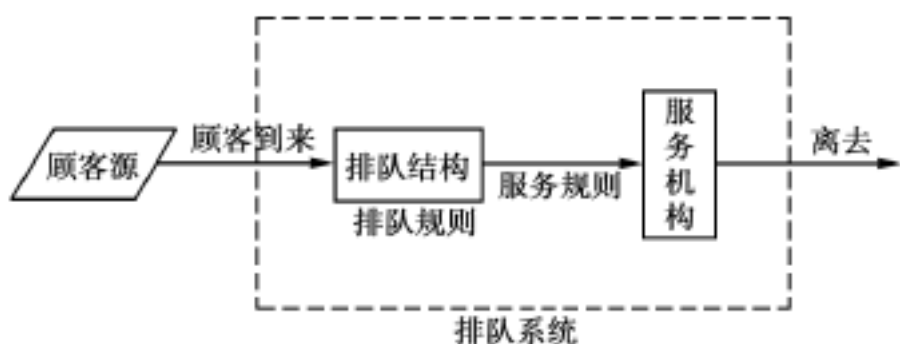 顾客源
顾客到来
排队结构
排队规则
服务规则
服务机构
离去
排队系统